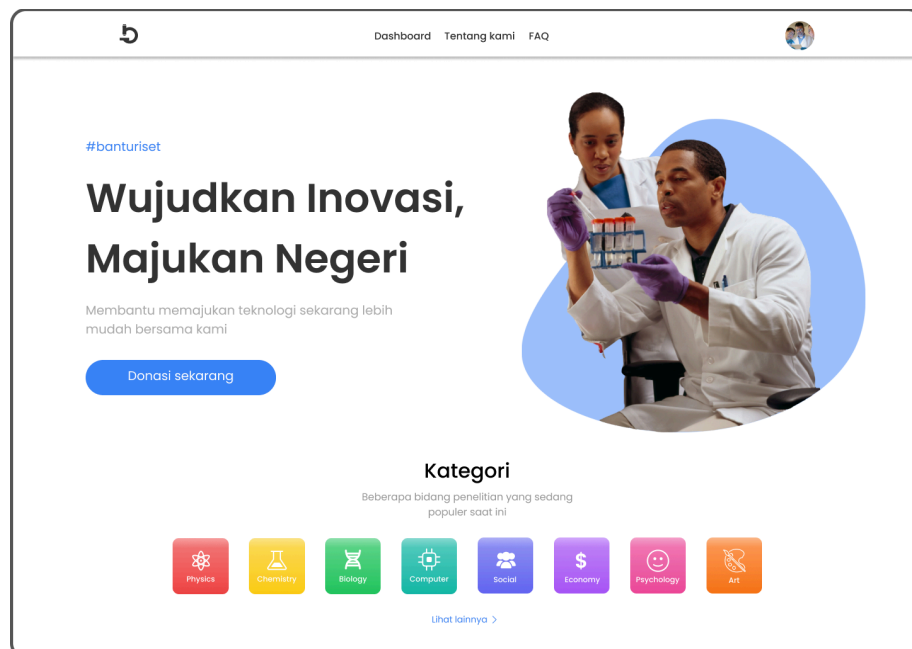 Dashboard Tentang kami FAQ
#banturiset
Wujudkan Inovasi,
Majukan Negeri
Membantu memajukan teknologi sekarang lebih
mudah bersama kami
Donasi sekarang
Kategori
Beberapa bidang penelitian yang sedang
populer saat ini
Physics Chemistry Biology Computer Social Economy Psychology Art
Lihat lainnya